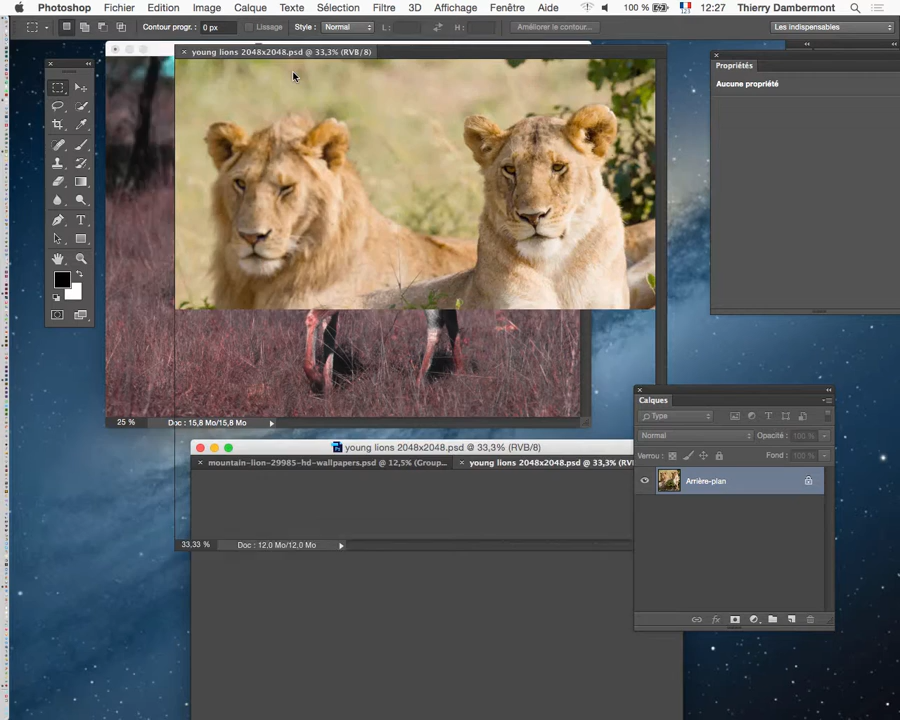 Photoshop Fichier Edition Image Calque Texte Sélection Filtre 3D Affichage Fenêtre Aide 100 % 12:27 Thierry Dambermont
Contour progr. : 0 px Lissage Style : Normal L : H : Améliorer le contour... Les indispensables
young lions 2048x2048.psd @ 33,3% (RVB/8)
Propriétés
Aucune propriété
Calques
Type
Normal Opacité : 100 %
Verrou : Fond : 100 %
Arrière-plan
25 % Doc : 15,8 Mo/15,8 Mo
young lions 2048x2048.psd @ 33,3% (RVB/8)
mountain-lion-29985-hd-wallpapers.psd @ 12,5% (Group... young lions 2048x2048.psd @ 33,3% (RVB
33,33 % Doc : 12,0 Mo/12,0 Mo